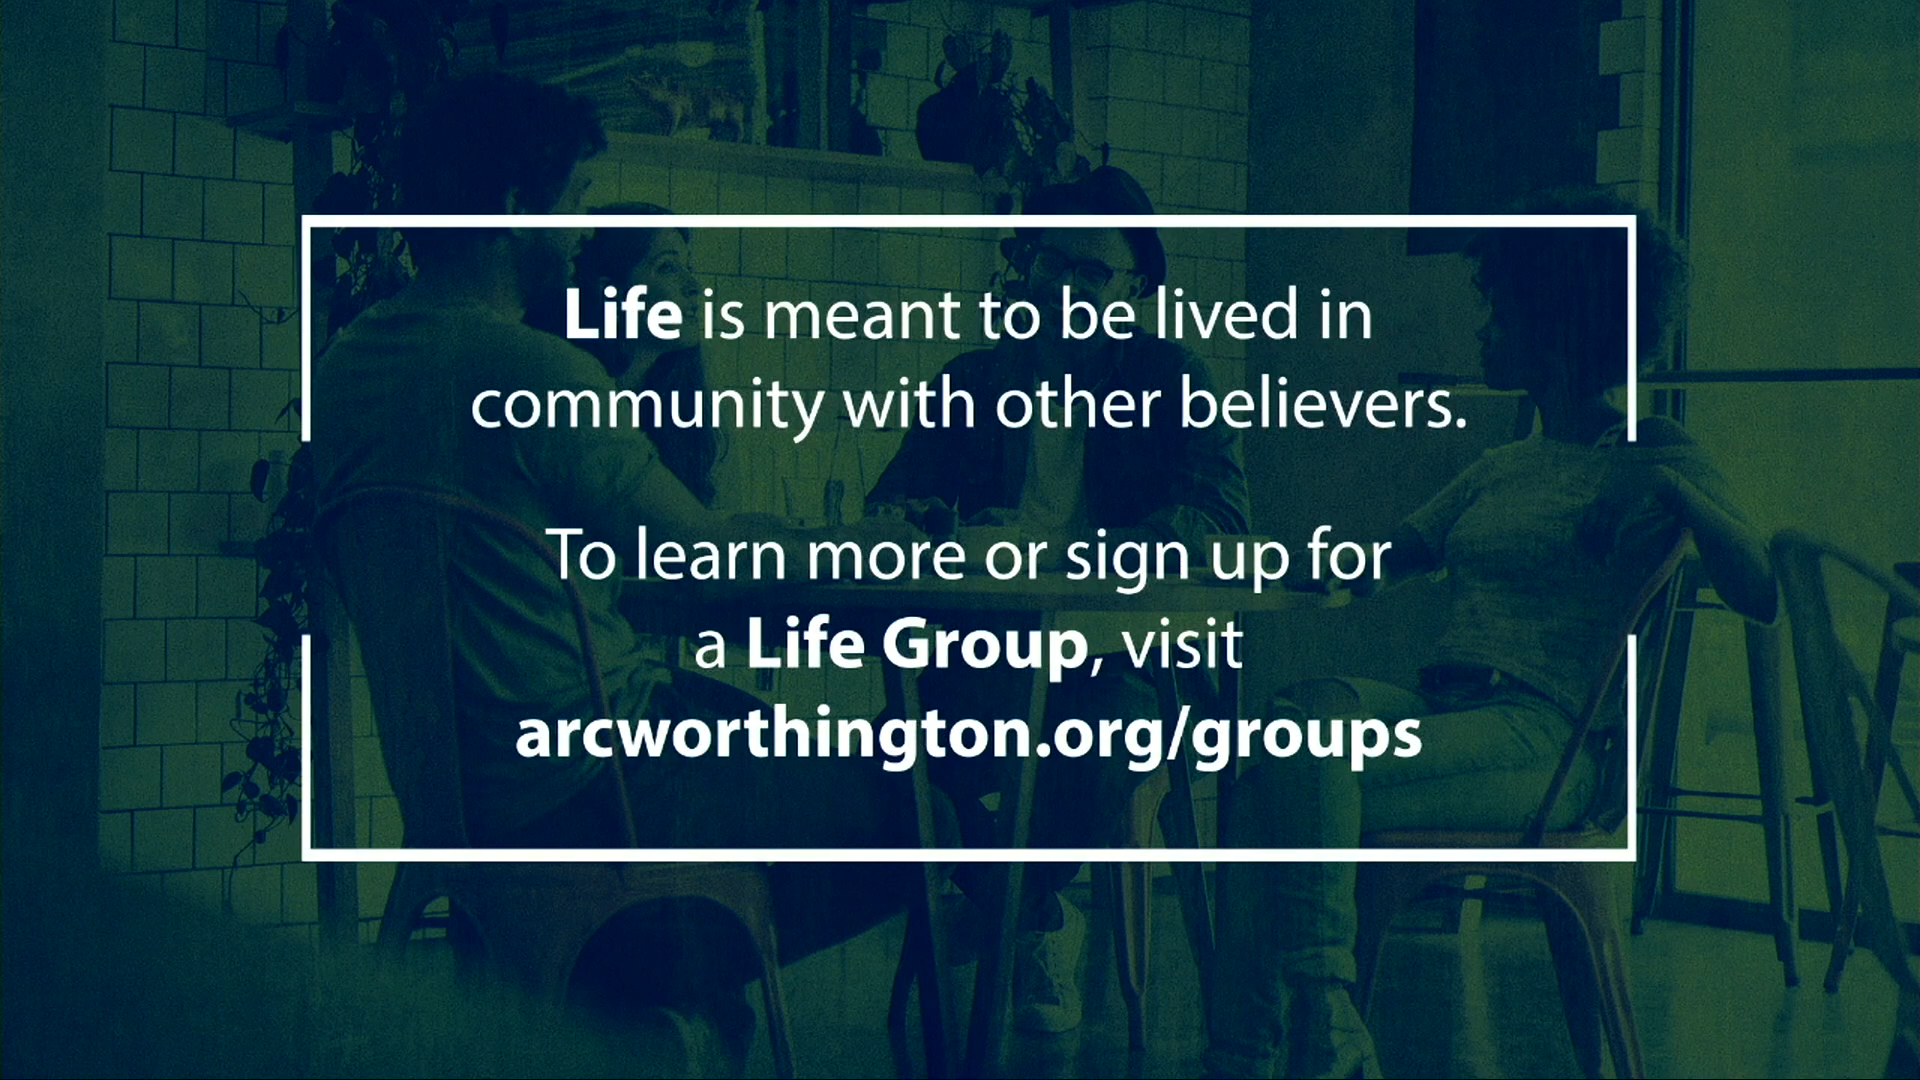 Life is meant to be lived in
community with other believers.
To learn more or sign up for
a Life Group, visit
arcworthington.org/groups